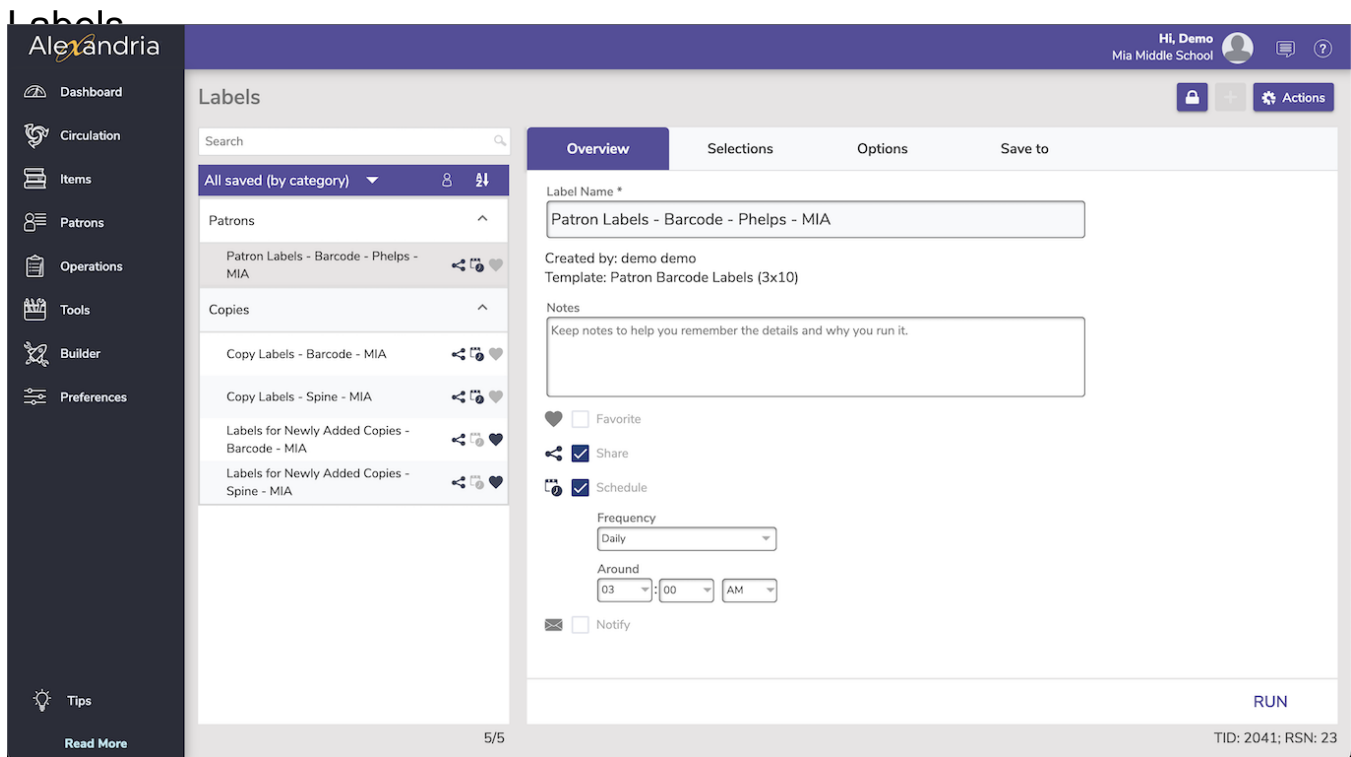 Labels
Alexandria
Hi, Demo
Mia Middle School
?
Dashboard
Circulation
Items
Patrons
Operations
Tools
Builder
Preferences
Tips
Read More
Labels
+ Actions
Search
All saved (by category)
Patrons
Patron Labels - Barcode - Phelps -
MIA
Copies
Copy Labels - Barcode - MIA
Copy Labels - Spine - MIA
Labels for Newly Added Copies -
Barcode - MIA
Labels for Newly Added Copies -
Spine - MIA
5/5
Overview Selections Options Save to
Label Name *
Patron Labels - Barcode - Phelps - MIA
Created by: demo demo
Template: Patron Barcode Labels (3x10)
Notes
Keep notes to help you remember the details and why you run it.
Favorite
Share
Schedule
Frequency
Daily
Around
03 : 00 AM
Notify
RUN
TID: 2041; RSN: 23